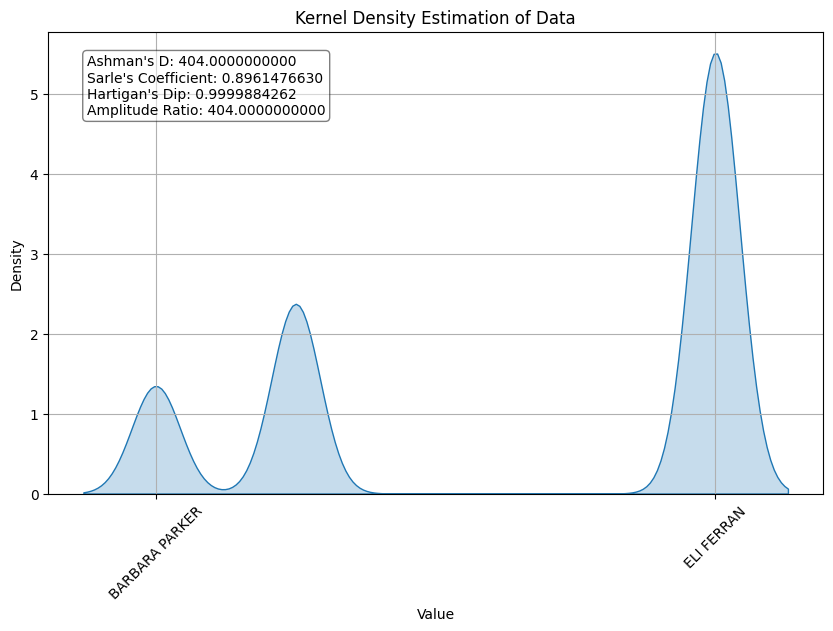 Kernel Density Estimation of Data
Ashman's D: 404.0000000000
Sarle's Coefficient: 0.8961476630
Hartigan's Dip: 0.9999884262
Amplitude Ratio: 404.0000000000
Density
5
4
3
2
1
0
BARBARA PARKER
ELI FERRAN
Value